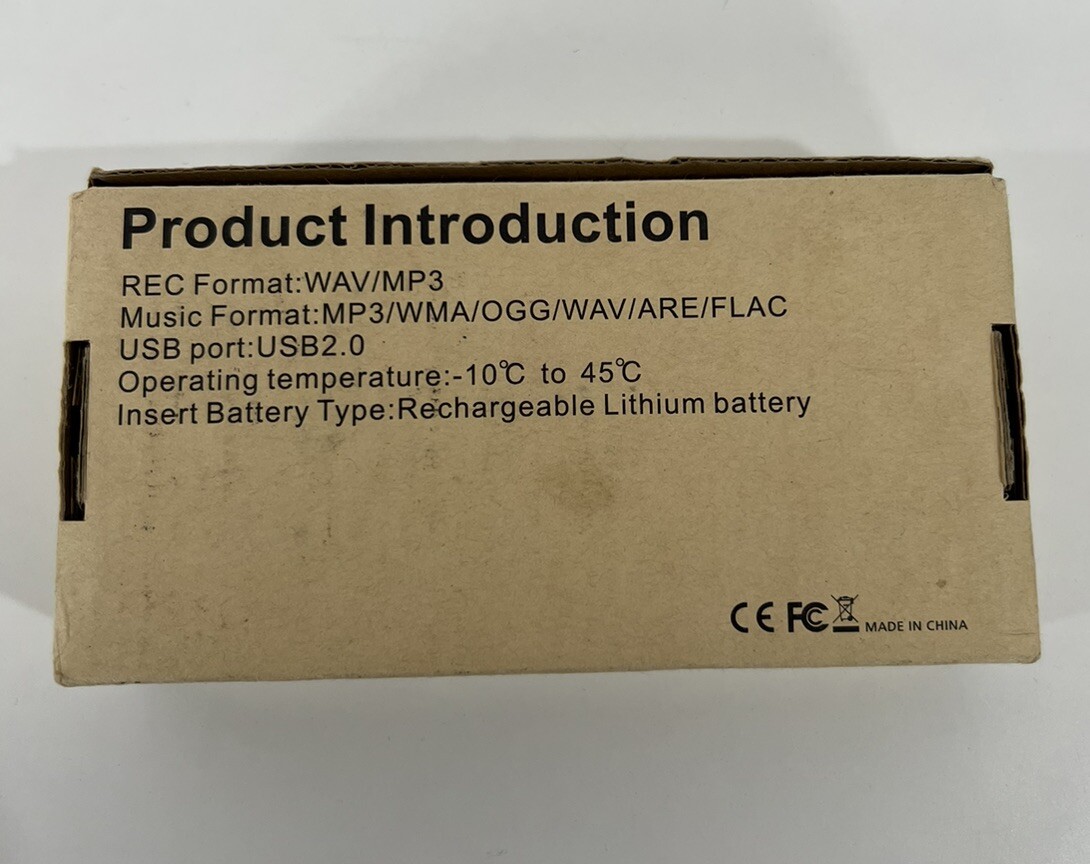 Product Introduction
REC Format:WAV/MP3
Music Format:MP3/WMA/OGG/WAV/ARE/FLAC
USB port:USB2.0
Operating temperature:-10℃ to 45℃
Insert Battery Type:Rechargeable Lithium battery
CE FC MADE IN CHINA